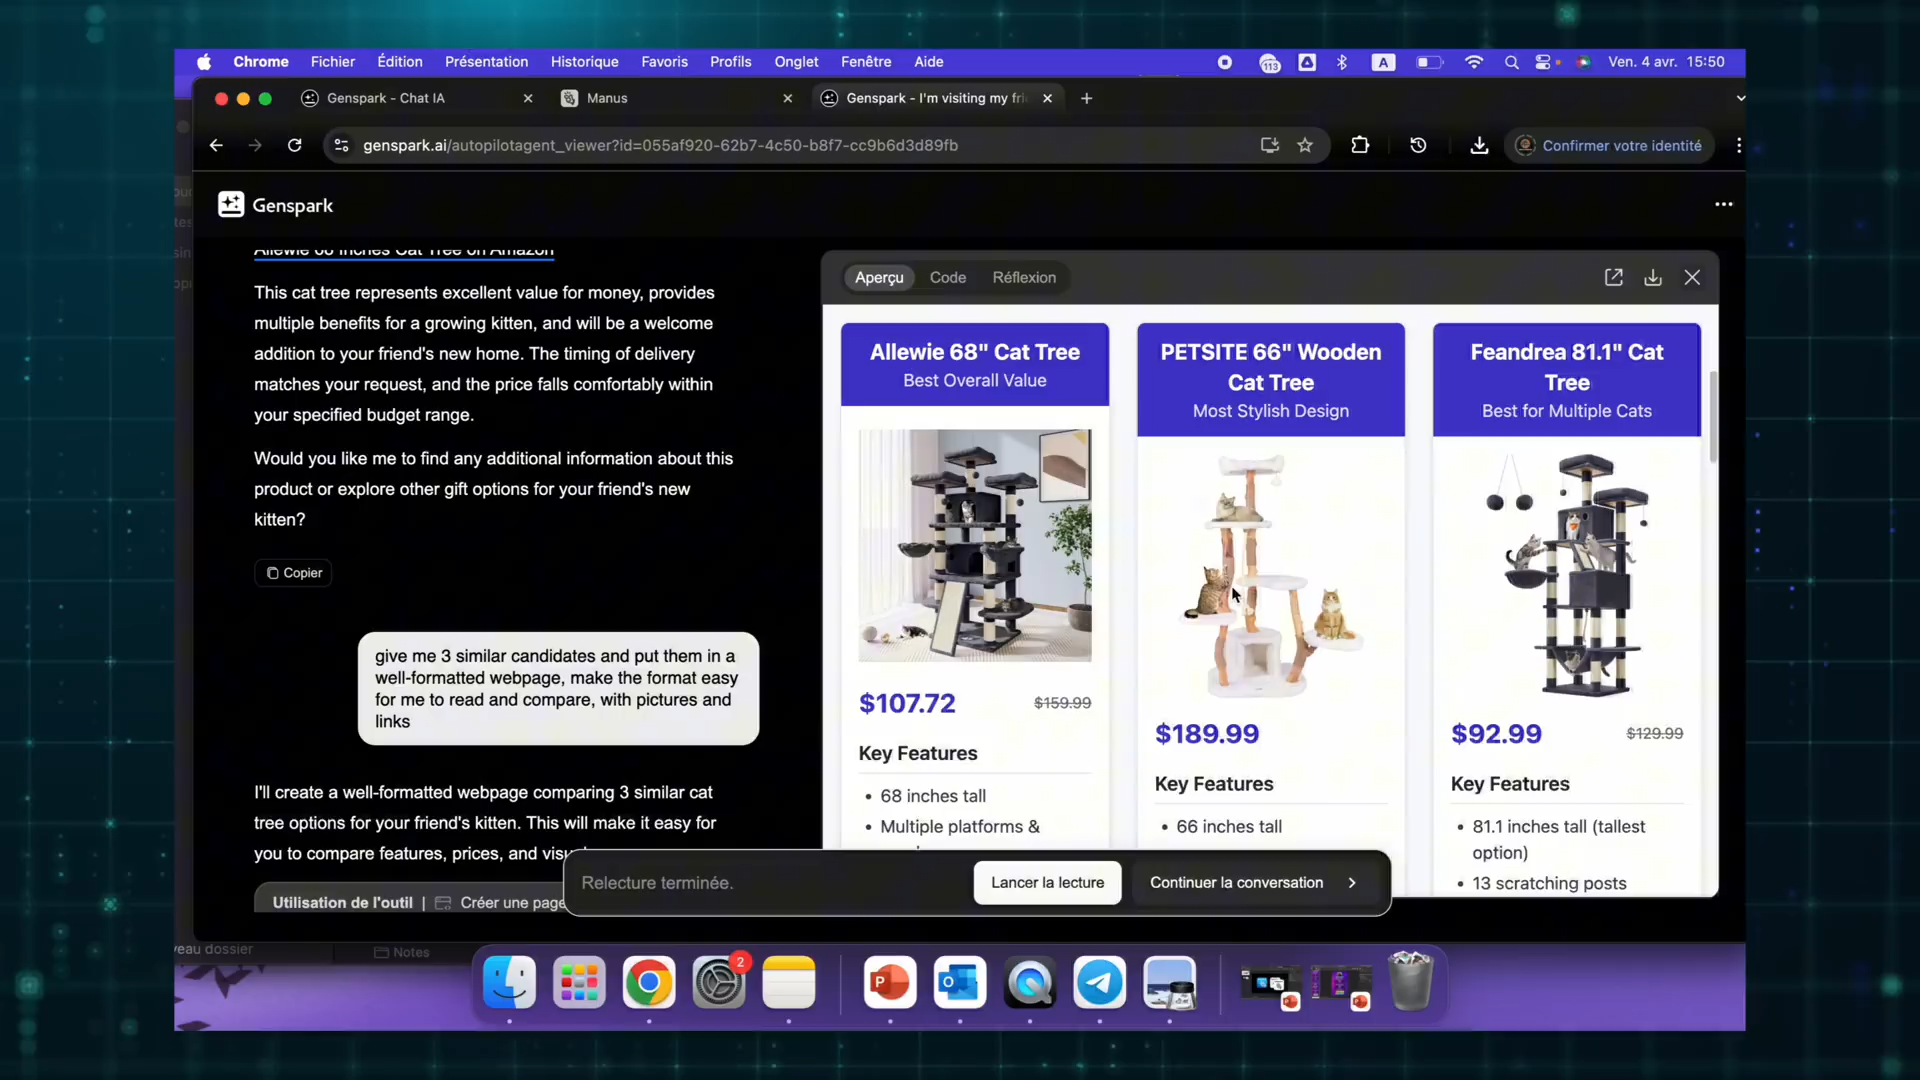 Chrome Fichier Édition Présentation Historique Favoris Profils Onglet Fenêtre Aide
113 A Ven. 4 avr. 15:50
Genspark - Chat IA
Manus
Genspark - I'm visiting my fri
genspark.ai/autopilotagent_viewer?id=055af920-62b7-4c50-b8f7-cc9b6d3d89fb
Confirmer votre identité
Genspark
Allewie 68 Inches Cat Tree on Amazon
This cat tree represents excellent value for money, provides
multiple benefits for a growing kitten, and will be a welcome
addition to your friend's new home. The timing of delivery
matches your request, and the price falls comfortably within
your specified budget range.
Would you like me to find any additional information about this
product or explore other gift options for your friend's new
kitten?
Copier
give me 3 similar candidates and put them in a
well-formatted webpage, make the format easy
for me to read and compare, with pictures and
links
I'll create a well-formatted webpage comparing 3 similar cat
tree options for your friend's kitten. This will make it easy for
you to compare features, prices, and
Utilisation de l'outil | Créer une page
Aperçu Code Réflexion
Allewie 68" Cat Tree
Best Overall Value
$107.72 $159.99
Key Features
• 68 inches tall
• Multiple platforms &
PETSITE 66" Wooden
Cat Tree
Most Stylish Design
$189.99
Key Features
• 66 inches tall
Feandrea 81.1" Cat
Tree
Best for Multiple Cats
$92.99 $129.99
Key Features
• 81.1 inches tall (tallest
option)
• 13 scratching posts
Relecture terminée.
Lancer la lecture
Continuer la conversation
veau dossier
Notes
2